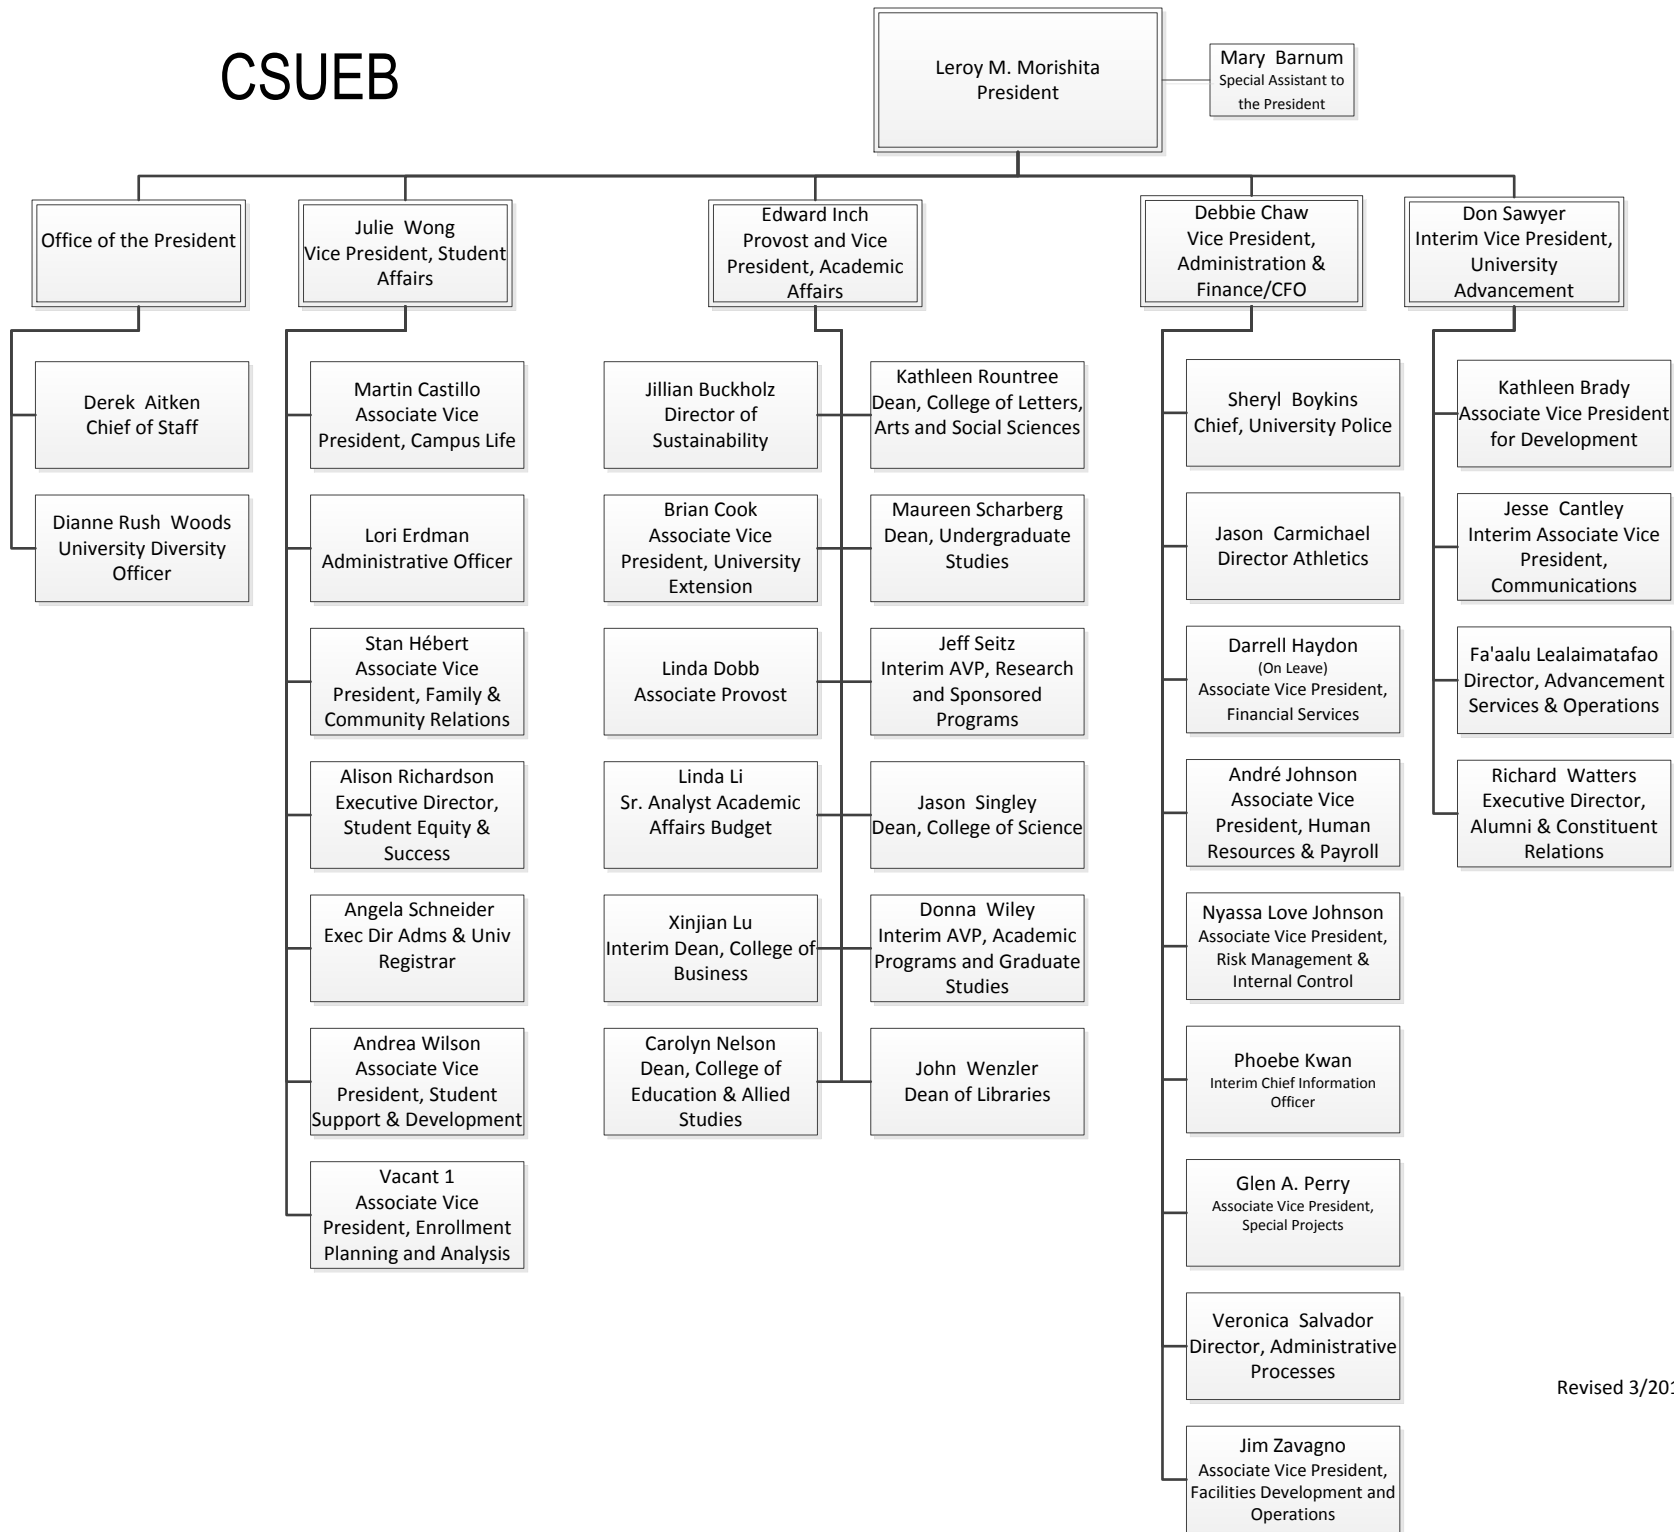 CSUEB
Leroy M. Morishita
President
Mary Barnum
Special Assistant to
the President
Office of the President
Julie Wong
Vice President, Student
Affairs
Edward Inch
Provost and Vice
President, Academic
Affairs
Debbie Chaw
Vice President,
Administration &
Finance/CFO
Don Sawyer
Interim Vice President,
University
Advancement
Derek Aitken
Chief of Staff
Dianne Rush Woods
University Diversity
Officer
Martin Castillo
Associate Vice
President, Campus Life
Lori Erdman
Administrative Officer
Stan Hébert
Associate Vice
President, Family &
Community Relations
Alison Richardson
Executive Director,
Student Equity &
Success
Angela Schneider
Exec Dir Adms & Univ
Registrar
Andrea Wilson
Associate Vice
President, Student
Support & Development
Vacant 1
Associate Vice
President, Enrollment
Planning and Analysis
Jillian Buckholz
Director of
Sustainability
Brian Cook
Associate Vice
President, University
Extension
Linda Dobb
Associate Provost
Linda Li
Sr. Analyst Academic
Affairs Budget
Xinjian Lu
Interim Dean, College of
Business
Carolyn Nelson
Dean, College of
Education & Allied
Studies
Kathleen Rountree
Dean, College of Letters,
Arts and Social Sciences
Maureen Scharberg
Dean, Undergraduate
Studies
Jeff Seitz
Interim AVP, Research
and Sponsored
Programs
Jason Singley
Dean, College of Science
Donna Wiley
Interim AVP, Academic
Programs and Graduate
Studies
John Wenzler
Dean of Libraries
Sheryl Boykins
Chief, University Police
Jason Carmichael
Director Athletics
Darrell Haydon
(On Leave)
Associate Vice President,
Financial Services
André Johnson
Associate Vice
President, Human
Resources & Payroll
Nyassa Love Johnson
Associate Vice President,
Risk Management &
Internal Control
Phoebe Kwan
Interim Chief Information
Officer
Glen A. Perry
Associate Vice President,
Special Projects
Veronica Salvador
Director, Administrative
Processes
Jim Zavagno
Associate Vice President,
Facilities Development and
Operations
Kathleen Brady
Associate Vice President
for Development
Jesse Cantley
Interim Associate Vice
President,
Communications
Fa'aalu Lealaimatafao
Director, Advancement
Services & Operations
Richard Watters
Executive Director,
Alumni & Constituent
Relations
Revised 3/201